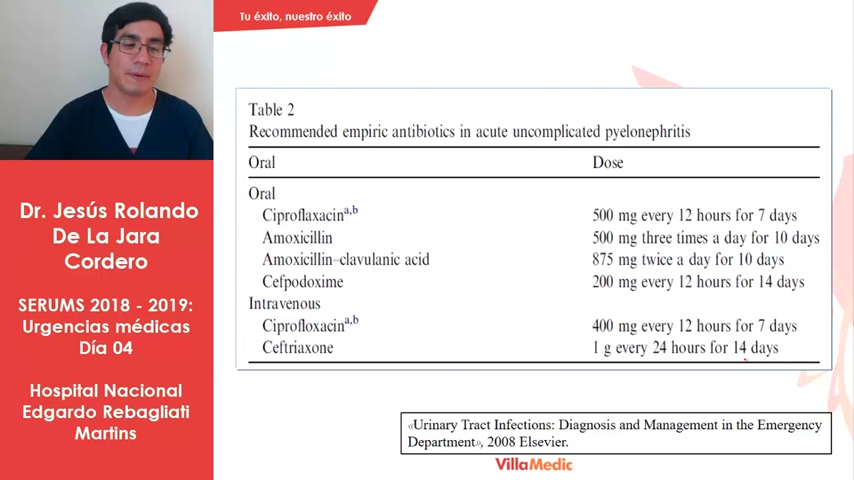 Tu éxito, nuestro éxito
Dr. Jesús Rolando
De La Jara
Cordero
SERUMS 2018 - 2019:
Urgencias médicas
Día 04
Hospital Nacional
Edgardo Rebagliati
Martins
Table 2
Recommended empiric antibiotics in acute uncomplicated pyelonephritis
Oral Dose
Oral
Ciproflaxacin a,b 500 mg every 12 hours for 7 days
Amoxicillin 500 mg three times a day for 10 days
Amoxicillin–clavulanic acid 875 mg twice a day for 10 days
Cefpodoxime 200 mg every 12 hours for 14 days
Intravenous
Ciprofloxacin a,b 400 mg every 12 hours for 7 days
Ceftriaxone 1 g every 24 hours for 14 days
«Urinary Tract Infections: Diagnosis and Management in the Emergency
Department», 2008 Elsevier.
VillaMedic